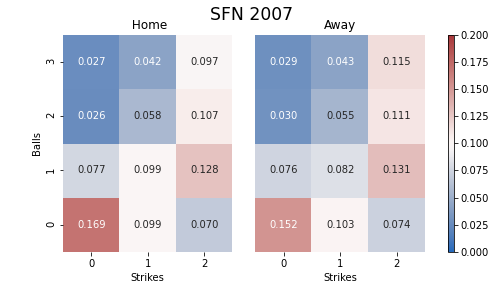 SFN 2007
Home Away
3 0.027 0.042 0.097 0.029 0.043 0.115
2 0.026 0.058 0.107 0.030 0.055 0.111
1 0.077 0.099 0.128 0.076 0.082 0.131
0 0.169 0.099 0.070 0.152 0.103 0.074
Balls
0 1 2 0 1 2
Strikes Strikes
0.200
0.175
0.150
0.125
0.100
0.075
0.050
0.025
0.000